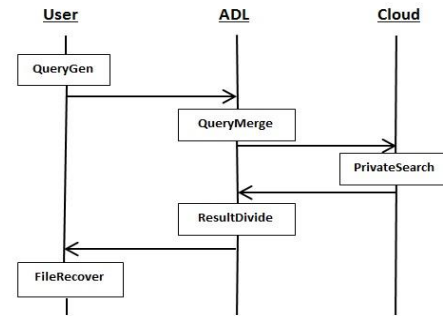 User ADL Cloud
QueryGen
QueryMerge
PrivateSearch
ResultDivide
FileRecover